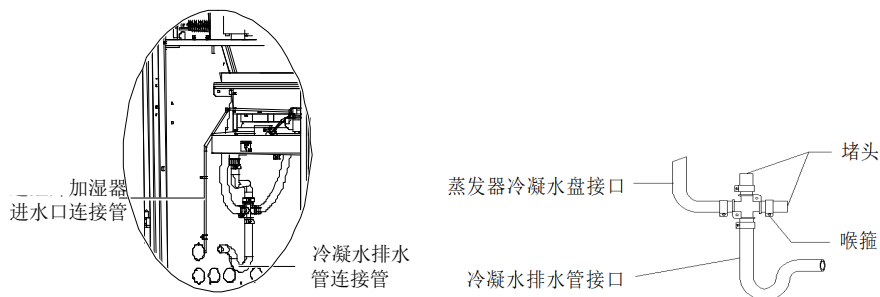 加湿器
进水口连接管
冷凝水排水
管连接管
蒸发器冷凝水盘接口
冷凝水排水管接口
堵头
喉箍